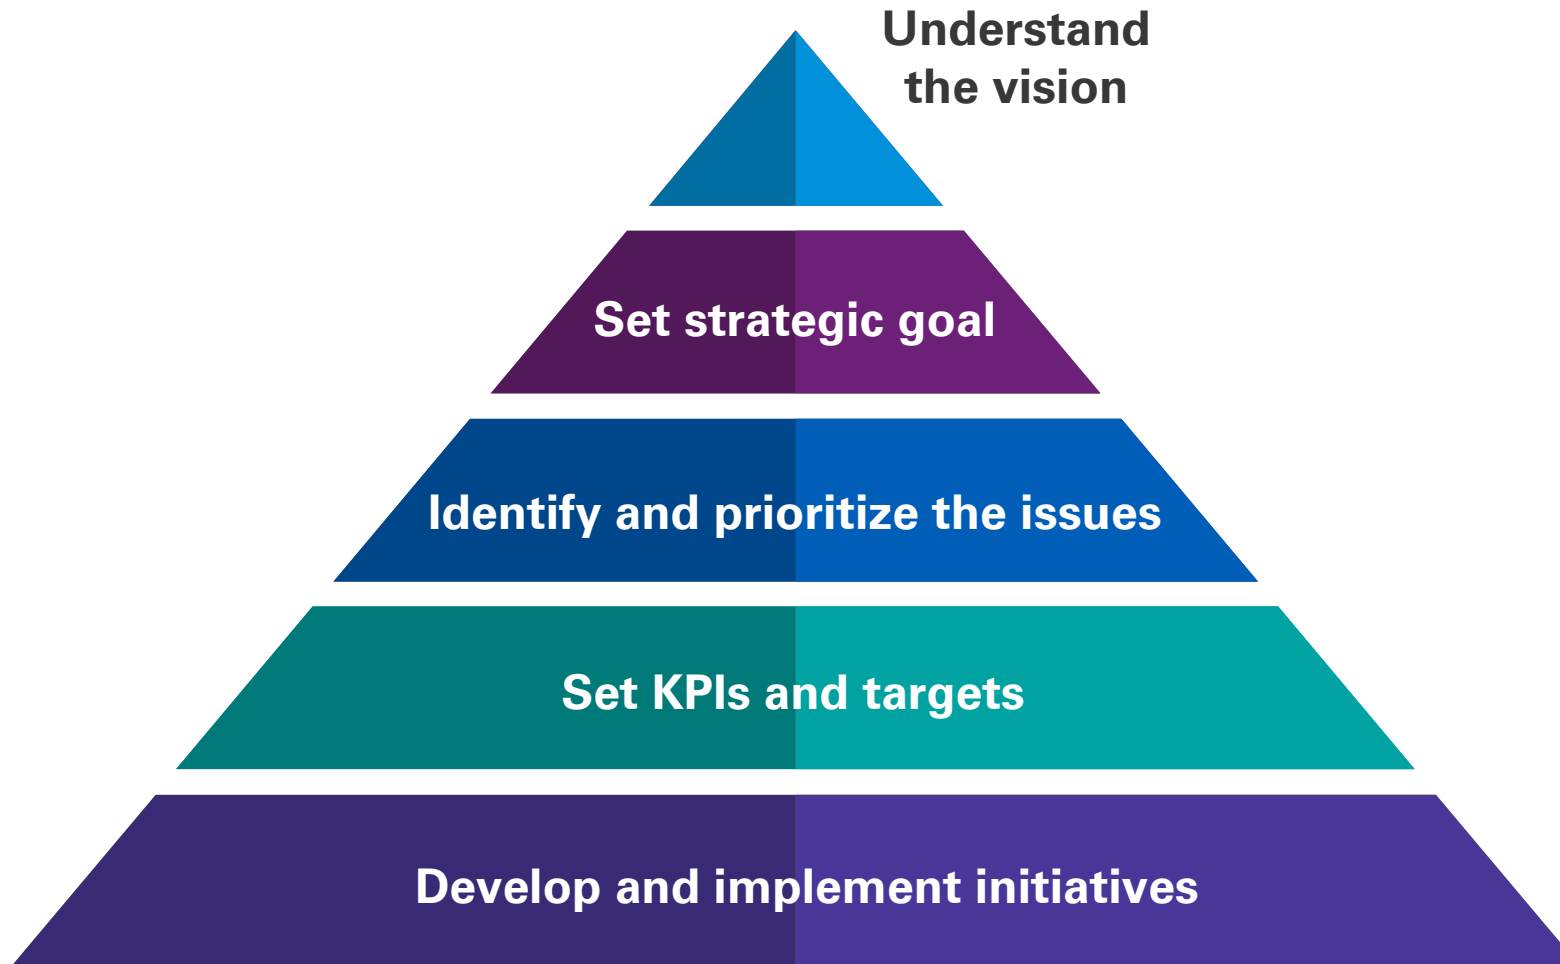 Understand
the vision
Set strategic goal
Identify and prioritize the issues
Set KPIs and targets
Develop and implement initiatives